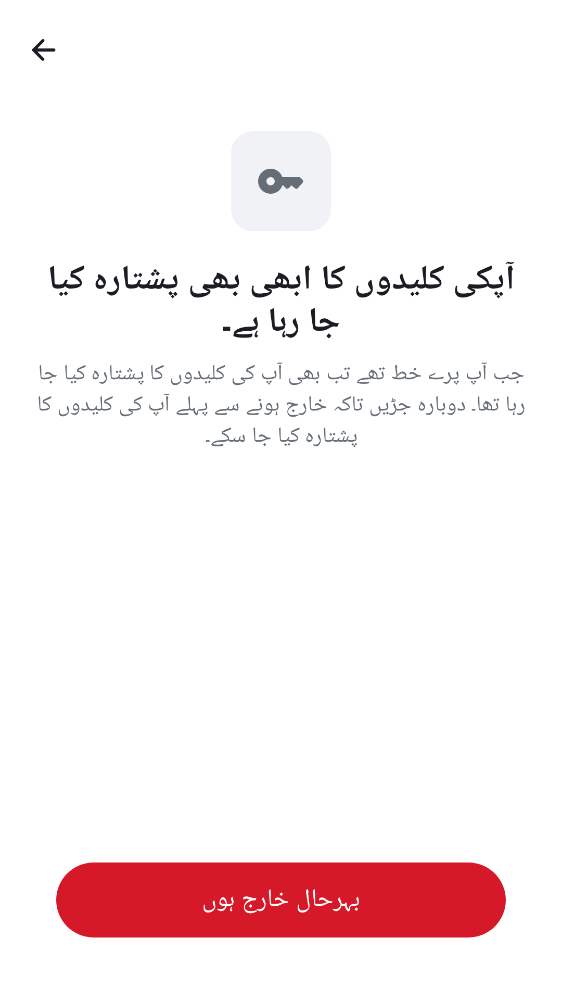 آپکی کلیدوں کا ابھی بھی پشتارہ کیا
جا رہا ہے۔
جب آپ پرے خط تھے تب بھی آپ کی کلیدوں کا پشتارہ کیا جا
رہا تھا۔ دوبارہ جڑیں تاکہ خارج ہونے سے پہلے آپ کی کلیدوں کا
پشتارہ کیا جا سکے۔
بہرحال خارج ہوں